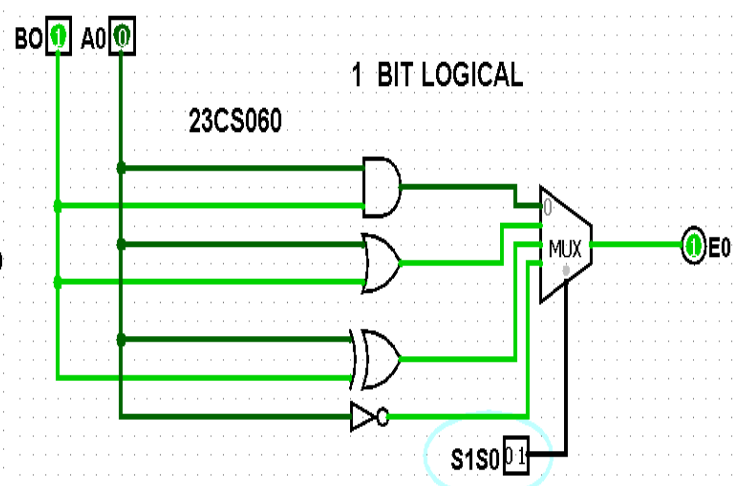 BO 1 A0 0
1 BIT LOGICAL
23CS060
0
MUX
1 E0
S1S0 0 1